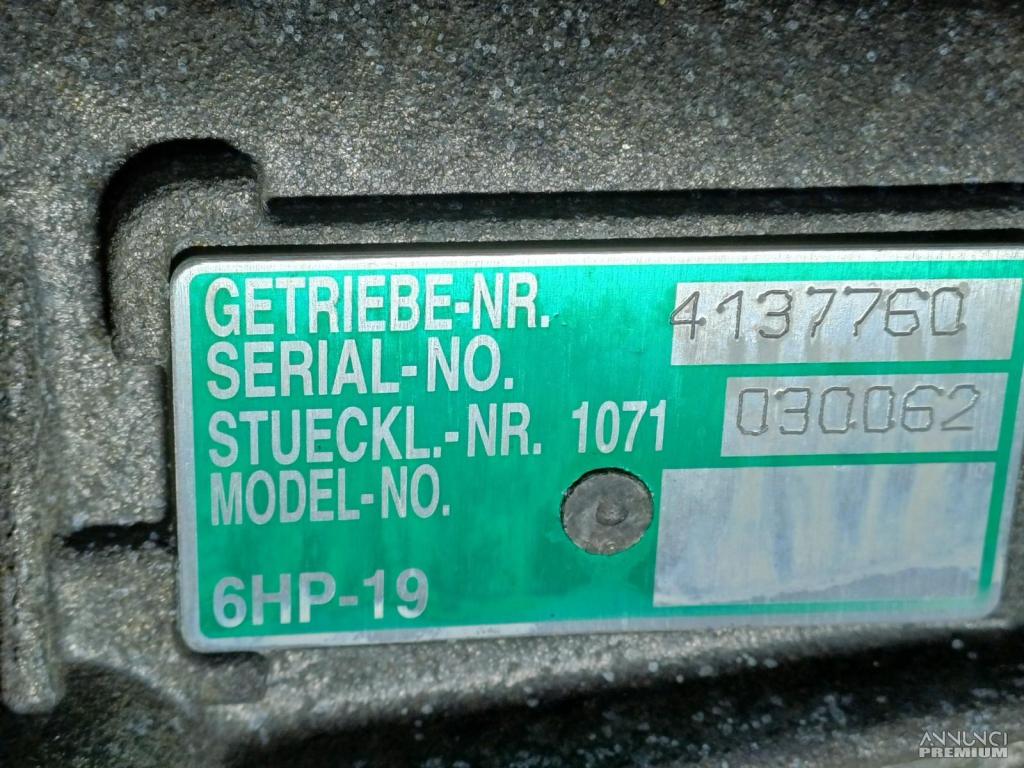 GETRIEBE-NR. 4137760
SERIAL-NO.
STUECKL.-NR. 1071 030062
MODEL-NO.
6HP-19
ANNUNCI
PREMIUM